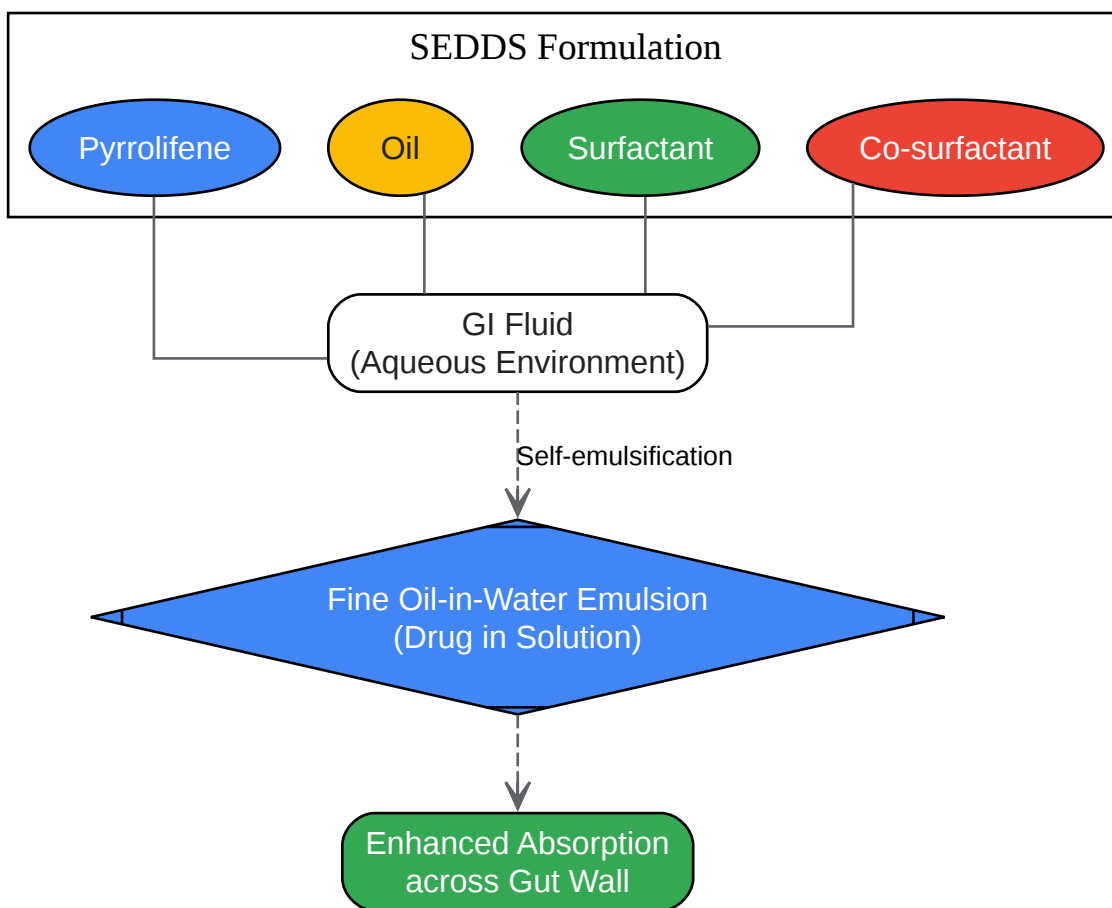 SEDDS Formulation
Pyrrolifene
Oil
Surfactant
Co-surfactant
GI Fluid
(Aqueous Environment)
Self-emulsification
Fine Oil-in-Water Emulsion
(Drug in Solution)
Enhanced Absorption
across Gut Wall